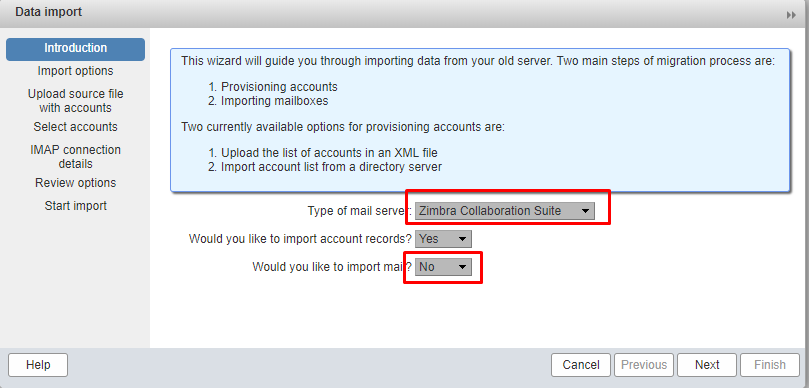 Data import
Introduction
Import options
Upload source file
with accounts
Select accounts
IMAP connection
details
Review options
Start import
This wizard will guide you through importing data from your old server. Two main steps of migration process are:
1. Provisioning accounts
2. Importing mailboxes
Two currently available options for provisioning accounts are:
1. Upload the list of accounts in an XML file
2. Import account list from a directory server
Type of mail server: Zimbra Collaboration Suite
Would you like to import account records? Yes
Would you like to import mail? No
Help
Cancel Previous Next Finish